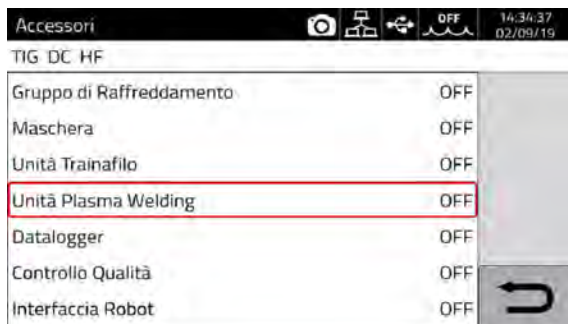 Accessori OFF 14:34:37
02/09/19
TIG DC HF
Gruppo di Raffreddamento OFF
Maschera OFF
Unità Trainafilo OFF
Unità Plasma Welding OFF
Datalogger OFF
Controllo Qualità OFF
Interfaccia Robot OFF